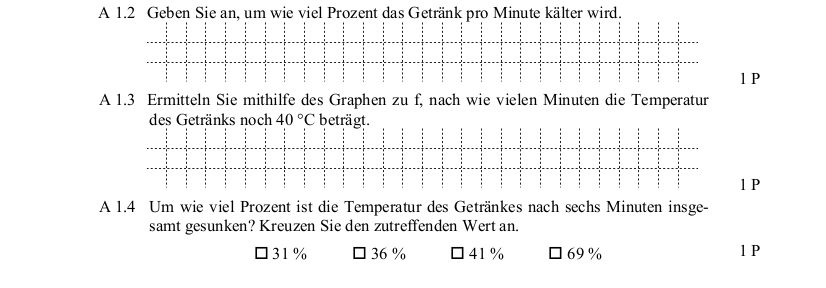 A 1.2 Geben Sie an, um wie viel Prozent das Getränk pro Minute kälter wird.
1 P
A 1.3 Ermitteln Sie mithilfe des Graphen zu f, nach wie vielen Minuten die Temperatur
des Getränks noch 40 °C beträgt.
1 P
A 1.4 Um wie viel Prozent ist die Temperatur des Getränkes nach sechs Minuten insge-
samt gesunken? Kreuzen Sie den zutreffenden Wert an.
☐ 31 % ☐ 36 % ☐ 41 % ☐ 69 % 1 P